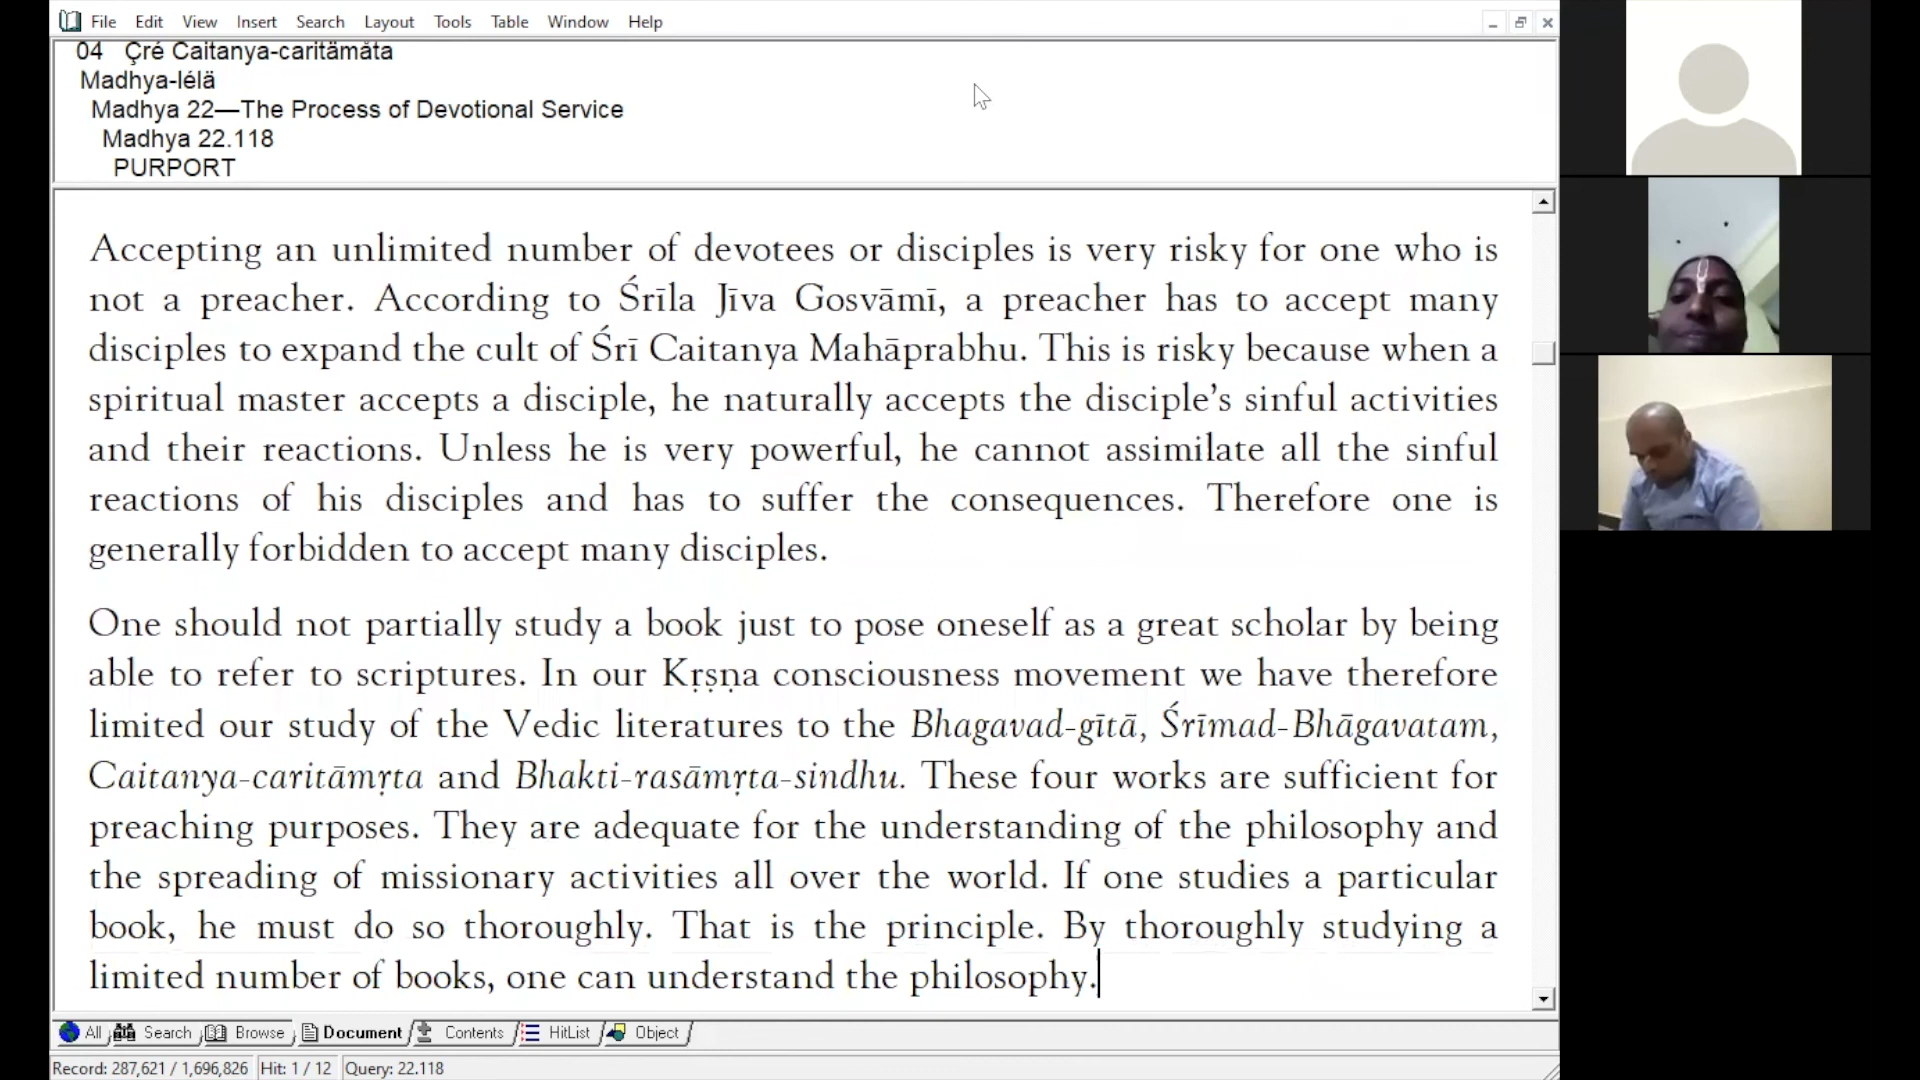 File Edit View Insert Search Layout Tools Table Window Help
04 Çré Caitanya-caritämåta
Madhya-lélä
Madhya 22—The Process of Devotional Service
Madhya 22.118
PURPORT
Accepting an unlimited number of devotees or disciples is very risky for one who is
not a preacher. According to Śrīla Jīva Gosvāmī, a preacher has to accept many
disciples to expand the cult of Śrī Caitanya Mahāprabhu. This is risky because when a
spiritual master accepts a disciple, he naturally accepts the disciple’s sinful activities
and their reactions. Unless he is very powerful, he cannot assimilate all the sinful
reactions of his disciples and has to suffer the consequences. Therefore one is
generally forbidden to accept many disciples.
One should not partially study a book just to pose oneself as a great scholar by being
able to refer to scriptures. In our Kṛṣṇa consciousness movement we have therefore
limited our study of the Vedic literatures to the Bhagavad-gītā, Śrīmad-Bhāgavatam,
Caitanya-caritāmṛta and Bhakti-rasāmṛta-sindhu. These four works are sufficient for
preaching purposes. They are adequate for the understanding of the philosophy and
the spreading of missionary activities all over the world. If one studies a particular
book, he must do so thoroughly. That is the principle. By thoroughly studying a
limited number of books, one can understand the philosophy.
All Search Browse Document Contents HitList Object
Record: 287,621 / 1,696,826 Hit: 1 / 12 Query: 22.118